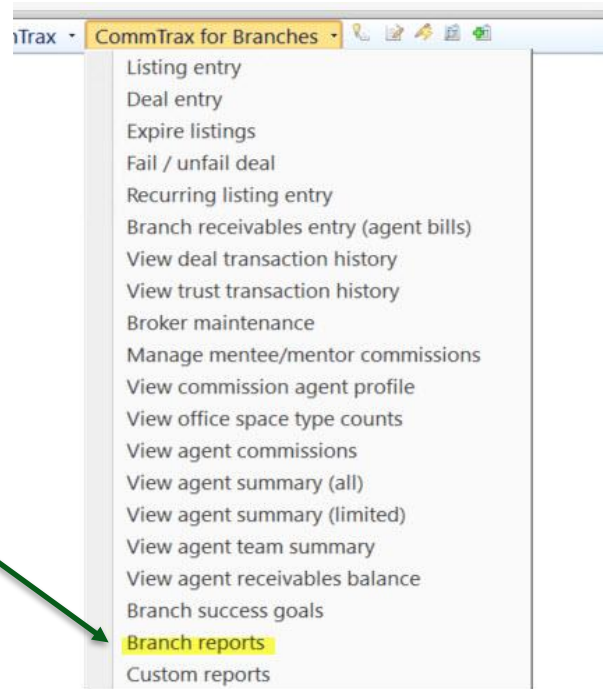 Trax CommTrax for Branches
Listing entry
Deal entry
Expire listings
Fail / unfail deal
Recurring listing entry
Branch receivables entry (agent bills)
View deal transaction history
View trust transaction history
Broker maintenance
Manage mentee/mentor commissions
View commission agent profile
View office space type counts
View agent commissions
View agent summary (all)
View agent summary (limited)
View agent team summary
View agent receivables balance
Branch success goals
Branch reports
Custom reports